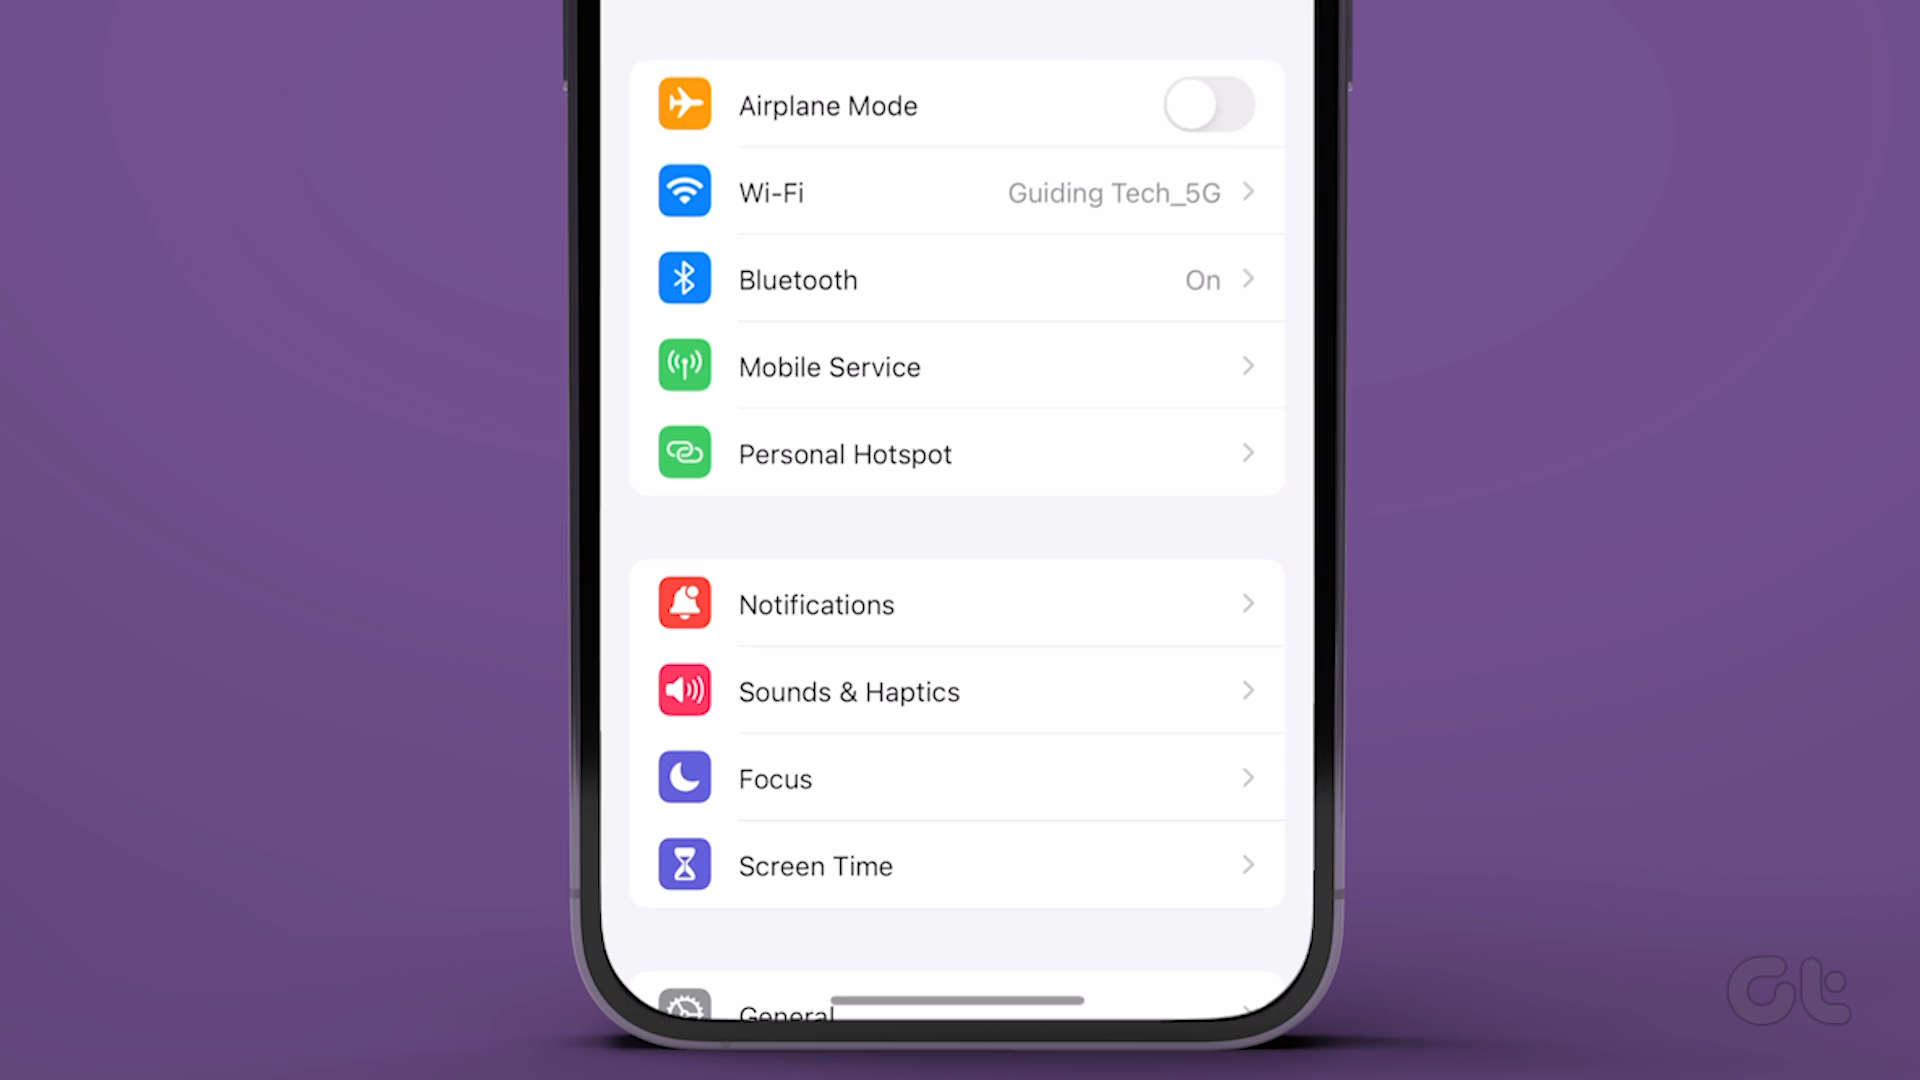 Airplane Mode
Wi-Fi Guiding Tech_5G
Bluetooth On
Mobile Service
Personal Hotspot
Notifications
Sounds & Haptics
Focus
Screen Time
General
Gt